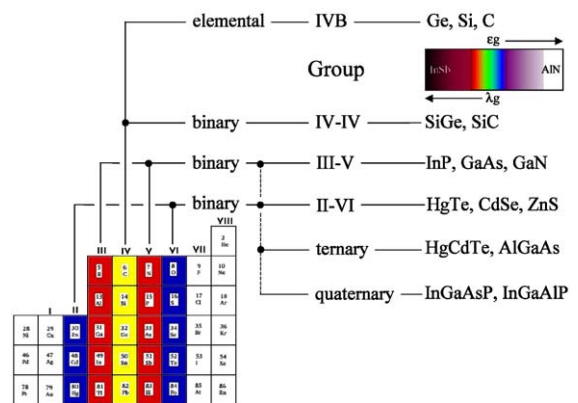 elemental IVB Ge, Si, C
εg
Group
InSb AlN
λg
binary IV-IV SiGe, SiC
binary III-V InP, GaAs, GaN
binary II-VI HgTe, CdSe, ZnS
ternary HgCdTe, AlGaAs
quaternary InGaAsP, InGaAlP
VIII
III IV V VI VII
I II
2 He
5 B 6 C 7 N 8 O 9 F 10 Ne
13 Al 14 Si 15 P 16 S 17 Cl 18 Ar
28 Ni 29 Cu 30 Zn 31 Ga 32 Ge 33 As 34 Se 35 Br 36 Kr
46 Pd 47 Ag 48 Cd 49 In 50 Sn 51 Sb 52 Te 53 I 54 Xe
78 Pt 79 Au 80 Hg 81 Tl 82 Pb 83 Bi 84 Po 85 At 86 Rn